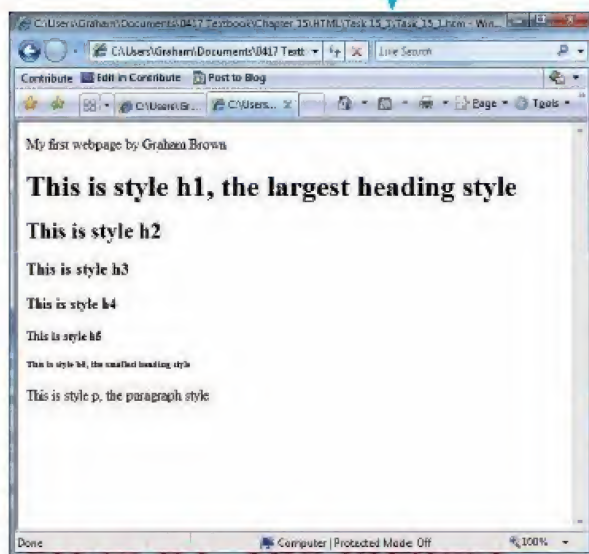 C:\Users\Graham\Documents\0417 Textbook\Chapter 15\HTML\Task 15_1\Task 15_1.htm - Win...
C:\Users\Graham\Documents\0417 Textl
Live Search
Contribute Edit in Contribute Post to Blog
C:\Users\Gr... C:\Users... Page Tools
My first webpage by Graham Brown
This is style h1, the largest heading style
This is style h2
This is style h3
This is style h4
This is style h5
This is style h6, the smallest heading style
This is style p, the paragraph style
Done Computer | Protected Mode: Off 100%